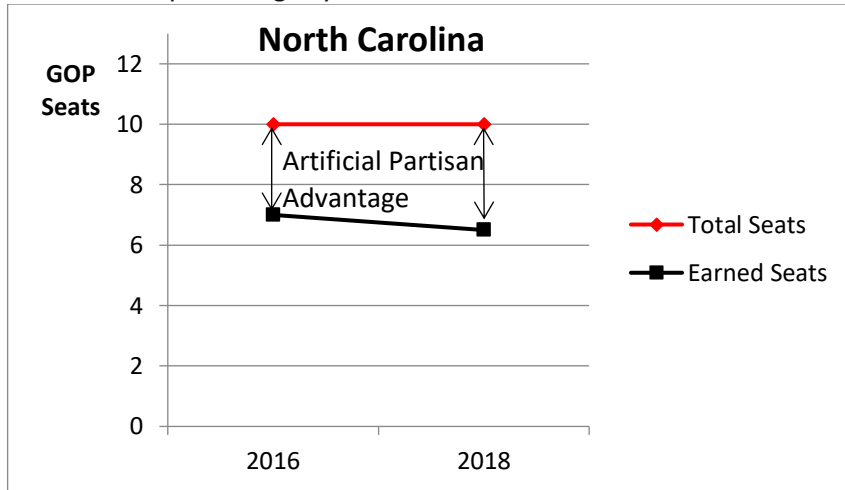 North Carolina
GOP
Seats
12
10
8
6
4
2
0
Artificial Partisan
Advantage
2016
2018
Total Seats
Earned Seats